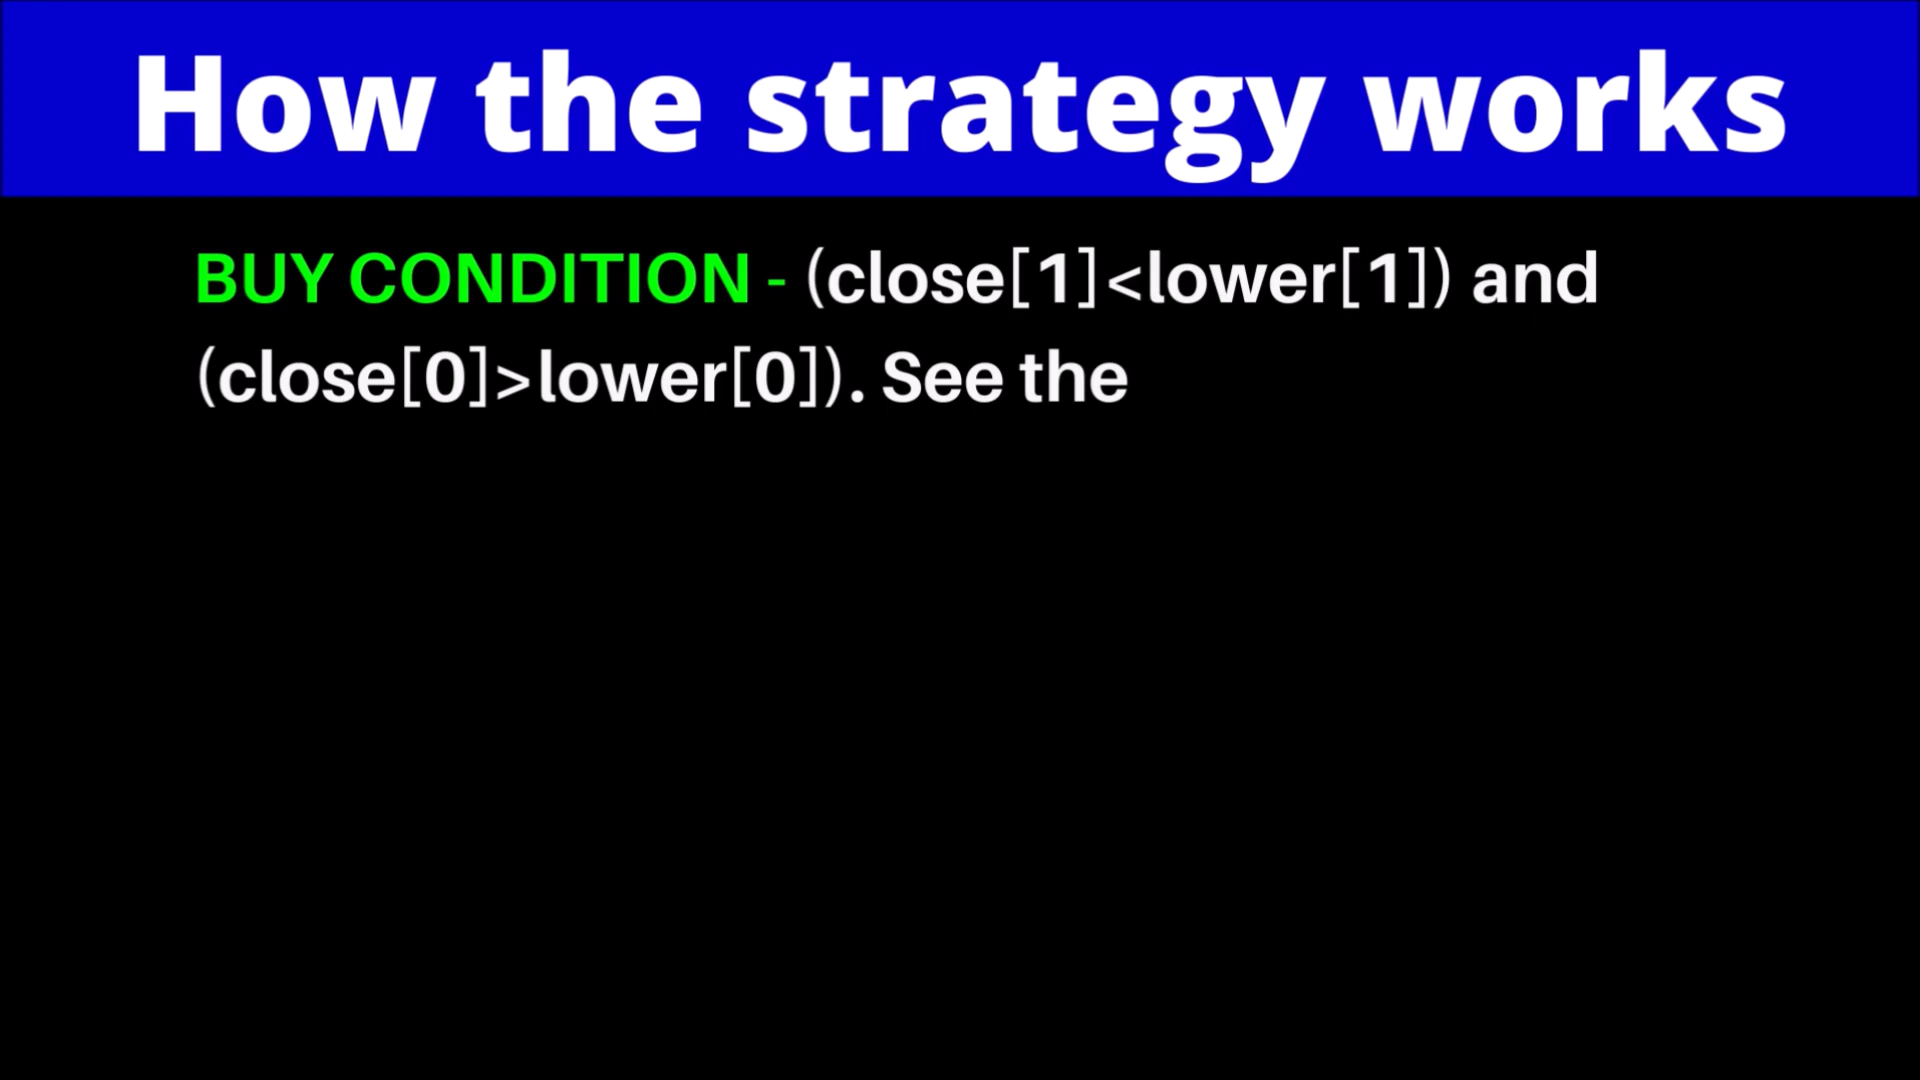 How the strategy works
BUY CONDITION - (close[1]<lower[1]) and
(close[0]>lower[0]). See the